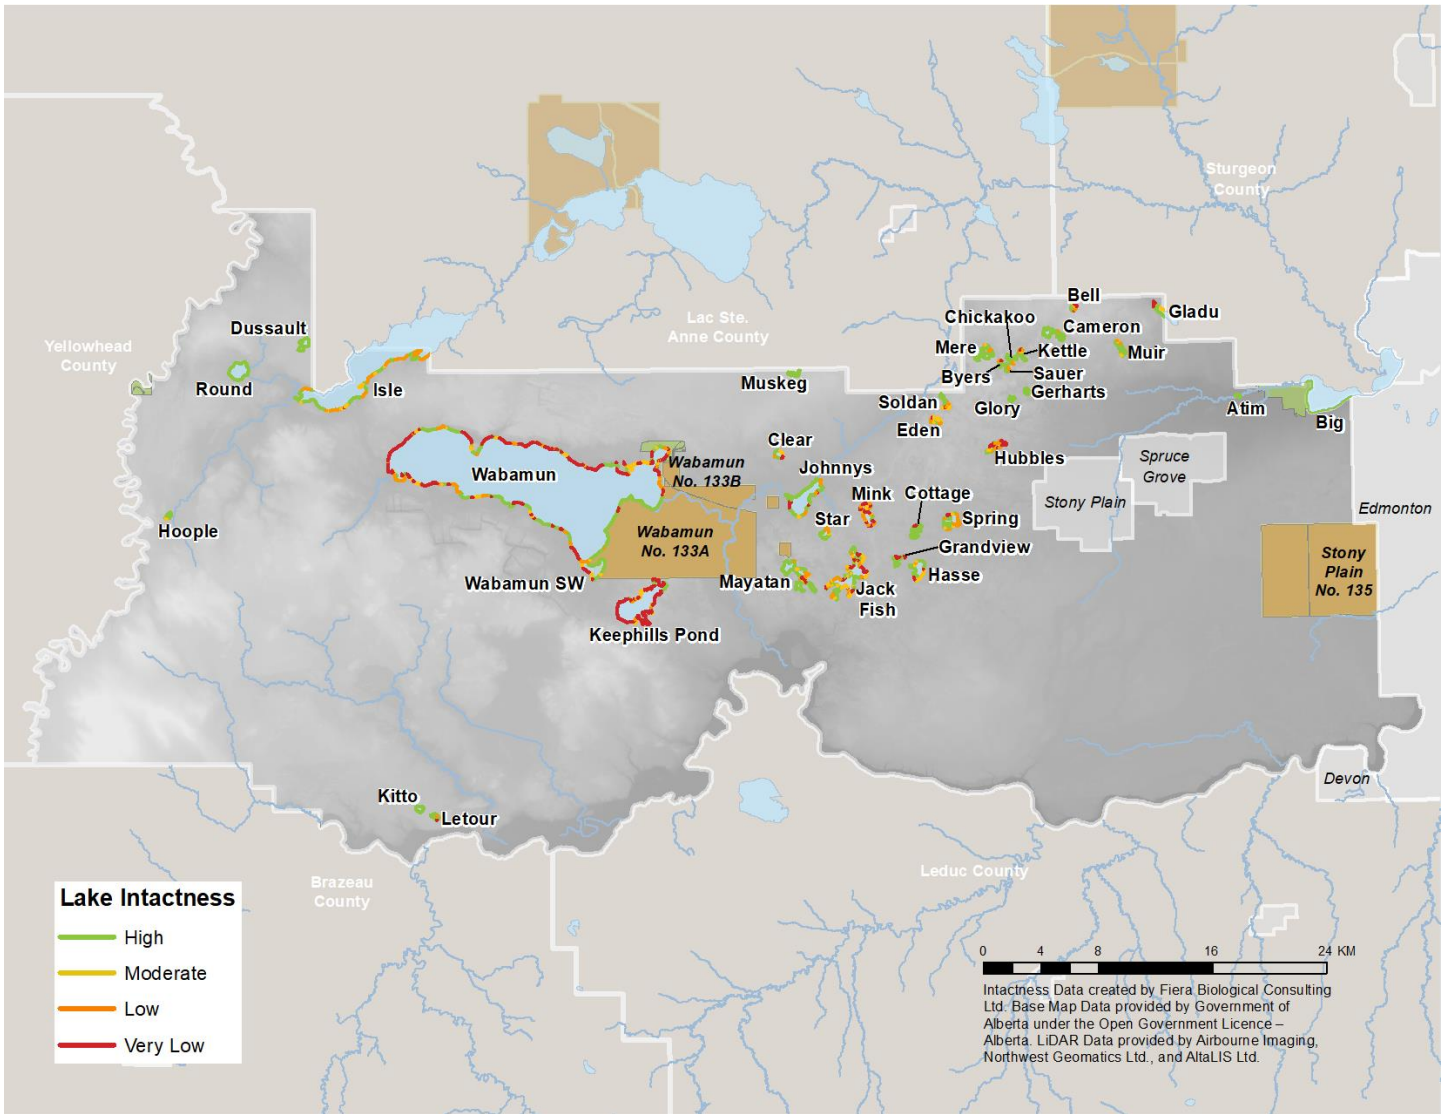 Sturgeon
County
Lac Ste.
Anne County
Yellowhead
County
Dussault
Round
Isle
Hoople
Wabamun
Wabamun
No. 133B
Wabamun
No. 133A
Wabamun SW
Keephills Pond
Muskeg
Clear
Johnnys
Star
Mink
Mayatan
Jack
Fish
Cottage
Spring
Grandview
Hasse
Soldan
Eden
Hubbles
Glory
Gerharts
Chickakoo
Mere
Byers
Sauer
Kettle
Cameron
Bell
Muir
Gladu
Atim
Big
Stony Plain
Spruce
Grove
Edmonton
Stony
Plain
No. 135
Devon
Kitto
Letour
Brazeau
County
Leduc County
Lake Intactness
High
Moderate
Low
Very Low
0 4 8 16 24 KM
Intactness Data created by Fiera Biological Consulting
Ltd. Base Map Data provided by Government of
Alberta under the Open Government Licence –
Alberta. LiDAR Data provided by Airbourne Imaging,
Northwest Geomatics Ltd., and AltaLIS Ltd.